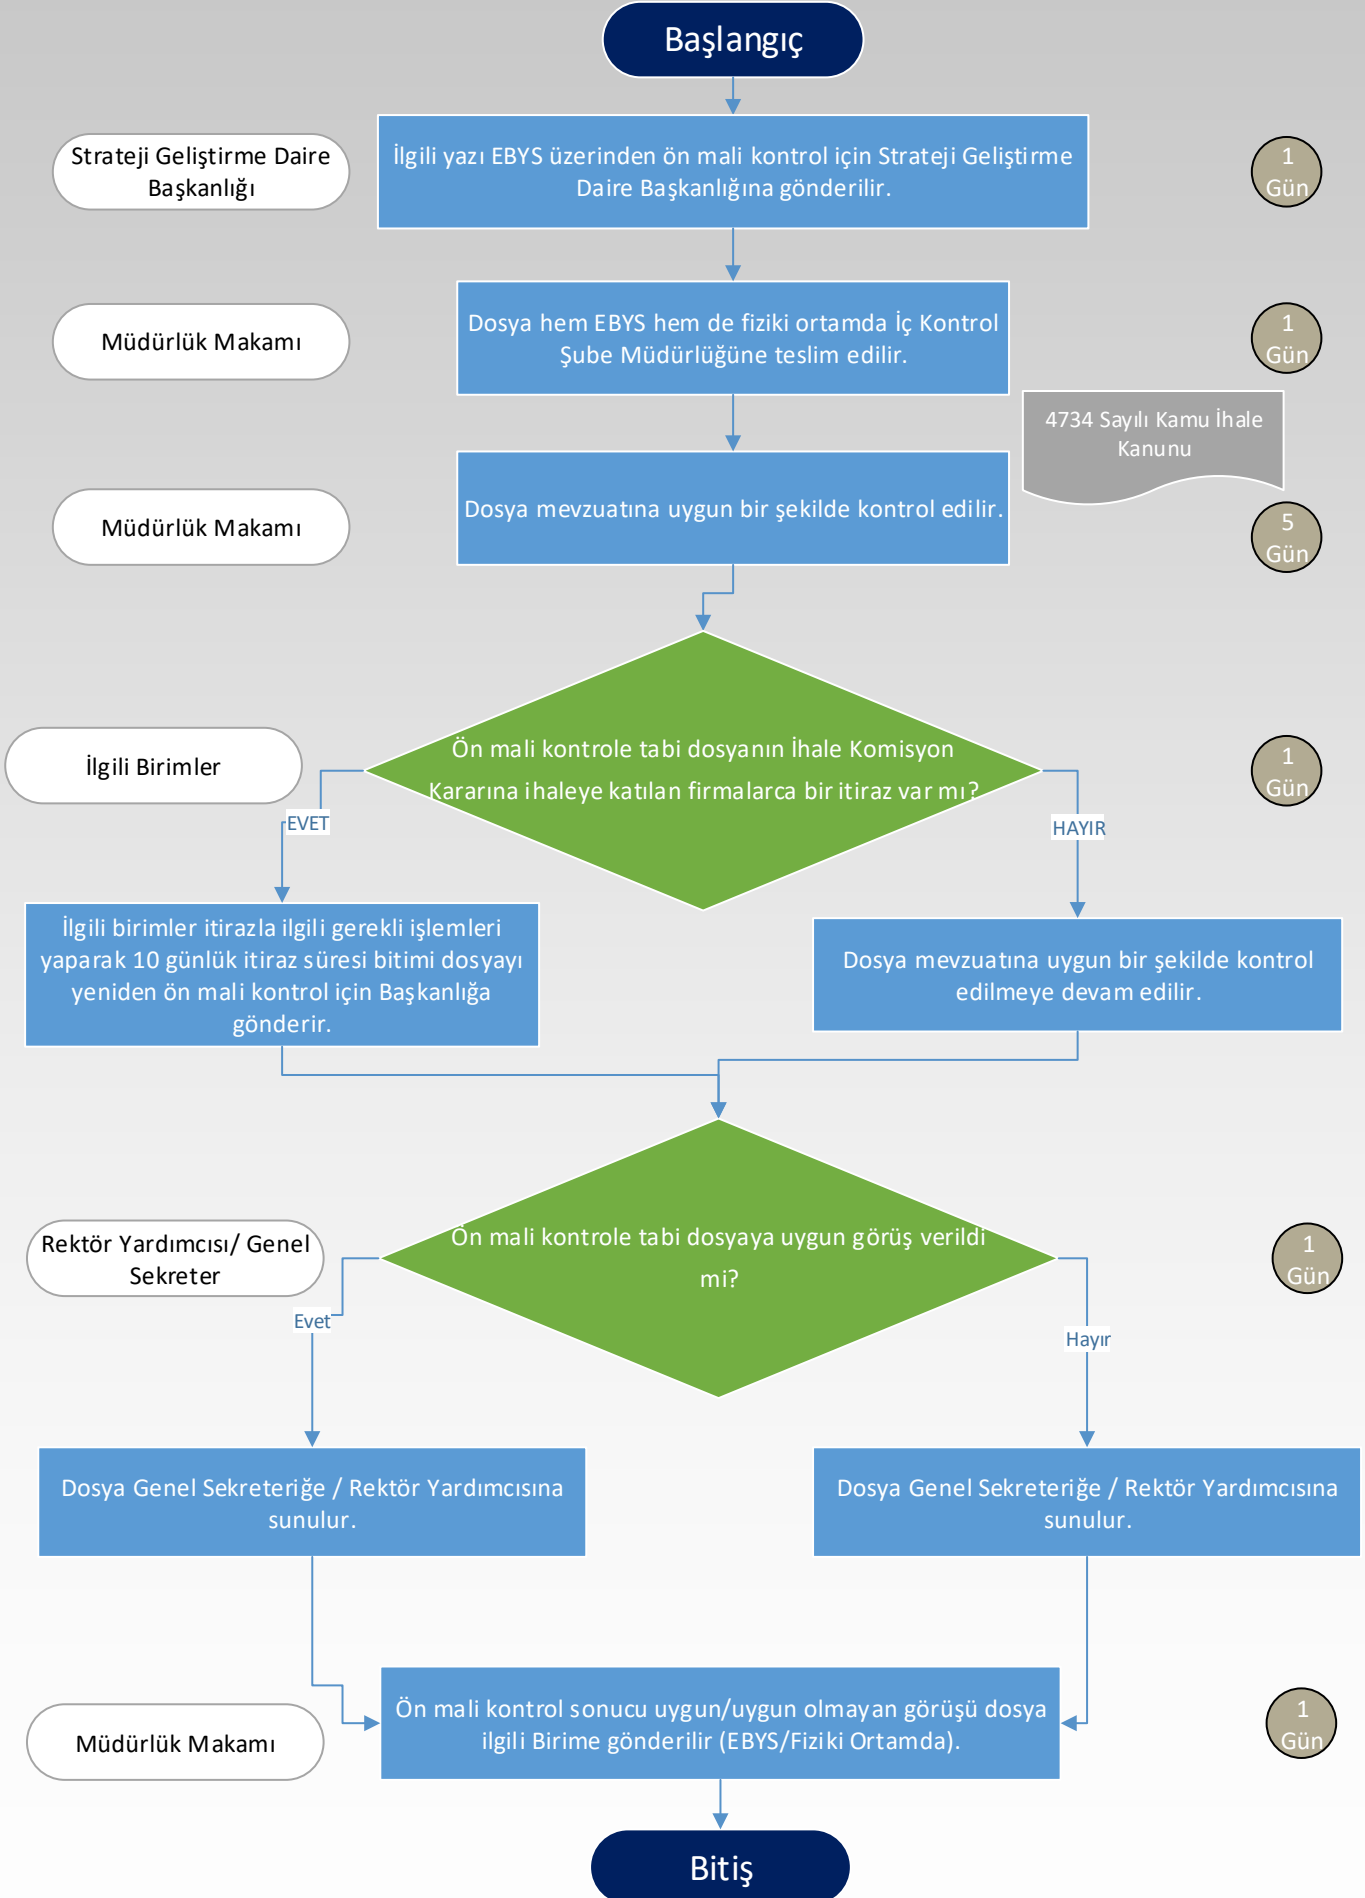 Başlangıç
Strateji Geliştirme Daire
Başkanlığı
İlgili yazı EBYS üzerinden ön mali kontrol için Strateji Geliştirme
Daire Başkanlığına gönderilir.
1
Gün
Müdürlük Makamı
Dosya hem EBYS hem de fiziki ortamda İç Kontrol
Şube Müdürlüğüne teslim edilir.
1
Gün
4734 Sayılı Kamu İhale
Kanunu
Müdürlük Makamı
Dosya mevzuatına uygun bir şekilde kontrol edilir.
5
Gün
İlgili Birimler
Ön mali kontrole tabi dosyanın İhale Komisyon
Kararına ihaleye katılan firmalarca bir itiraz var mı?
1
Gün
EVET
HAYIR
İlgili birimler itirazla ilgili gerekli işlemleri
yaparak 10 günlük itiraz süresi bitimi dosyayı
yeniden ön mali kontrol için Başkanlığa
gönderir.
Dosya mevzuatına uygun bir şekilde kontrol
edilmeye devam edilir.
Rektör Yardımcısı/ Genel
Sekreter
Ön mali kontrole tabi dosyaya uygun görüş verildi
mi?
1
Gün
Evet
Hayır
Dosya Genel Sekreteriğe / Rektör Yardımcısına
sunulur.
Dosya Genel Sekreteriğe / Rektör Yardımcısına
sunulur.
Müdürlük Makamı
Ön mali kontrol sonucu uygun/uygun olmayan görüşü dosya
ilgili Birime gönderilir (EBYS/Fiziki Ortamda).
1
Gün
Bitiş